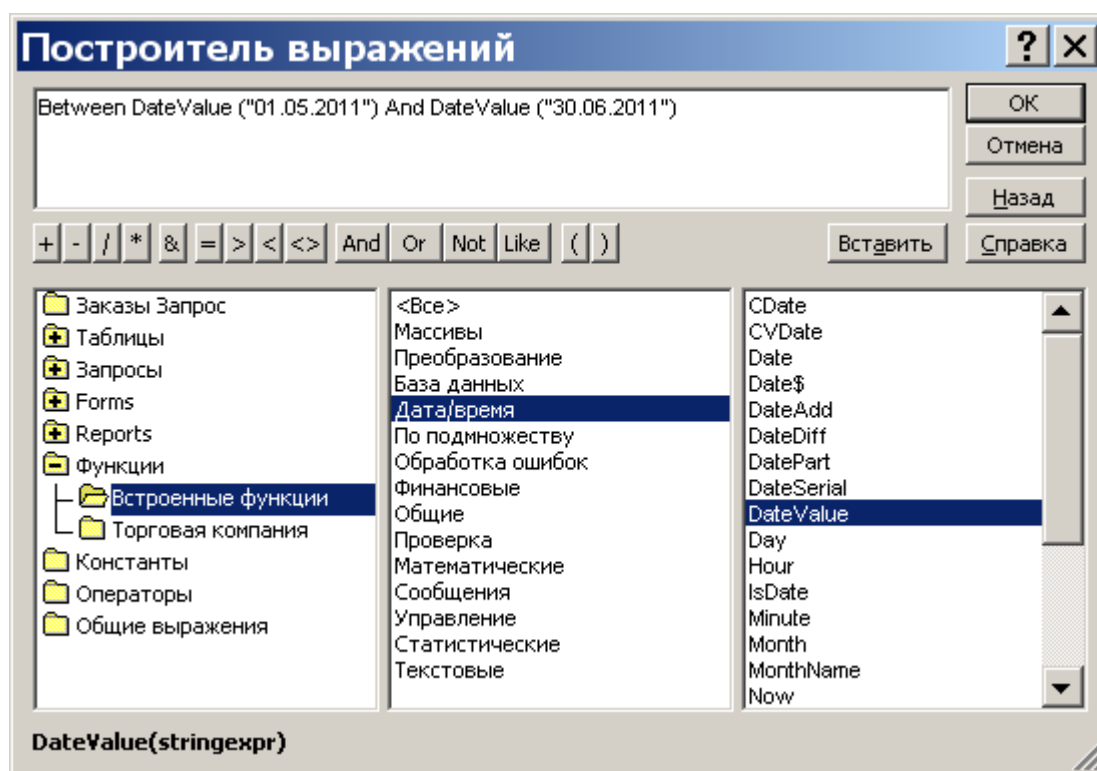 Построитель выражений
?
Between DateValue ("01.05.2011") And DateValue ("30.06.2011")
ОК
Отмена
Назад
+ - / * & = > < <> And Or Not Like ( )
Вставить
Справка
Заказы Запрос
Таблицы
Запросы
Forms
Reports
Функции
Встроенные функции
Торговая компания
Константы
Операторы
Общие выражения
<Все>
Массивы
Преобразование
База данных
Дата/время
По подмножеству
Обработка ошибок
Финансовые
Общие
Проверка
Математические
Сообщения
Управление
Статистические
Текстовые
CDate
CVDate
Date
Date$
DateAdd
DateDiff
DatePart
DateSerial
DateValue
Day
Hour
IsDate
Minute
Month
MonthName
Now
DateValue(stringexpr)